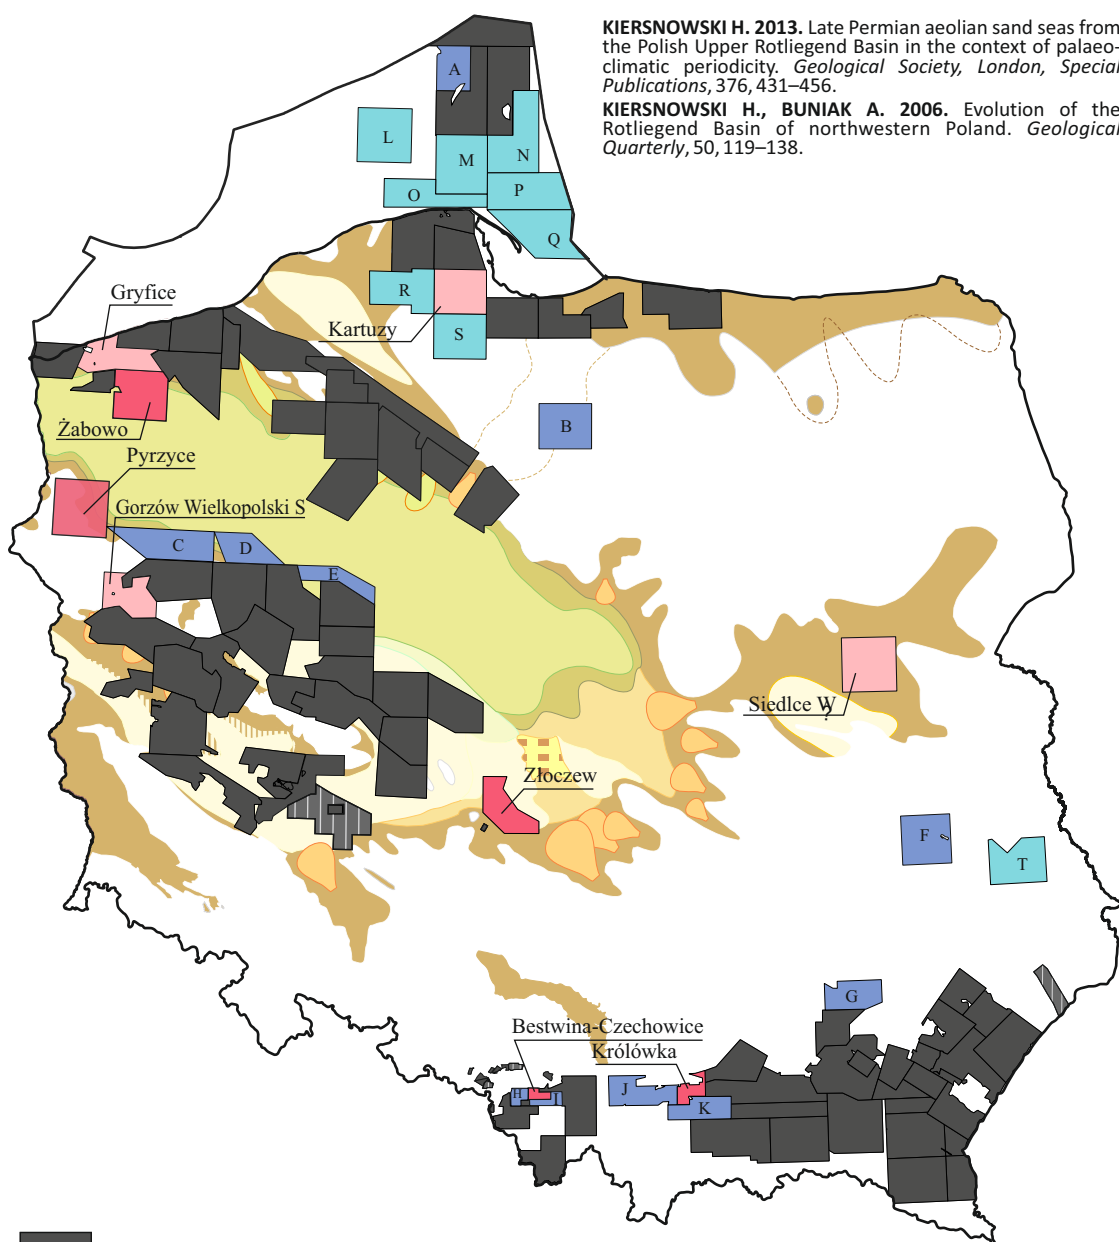 KIERSNOWSKI H. 2013. Late Permian aeolian sand seas from
the Polish Upper Rotliegend Basin in the context of palaeo-
climatic periodicity. Geological Society, London, Special
Publications, 376, 431–456.
KIERSNOWSKI H., BUNIAK A. 2006. Evolution of the
Rotliegend Basin of northwestern Poland. Geological
Quarterly, 50, 119–138.
A
L
M
N
O
P
Q
R
Gryfice
Kartuzy
S
Żabowo
B
Pyrzyce
Gorzów Wielkopolski S
C
D
E
Siedlce W
?
Złoczew
F
T
G
Bestwina-Czechowice
Królówka
H
I
J
K